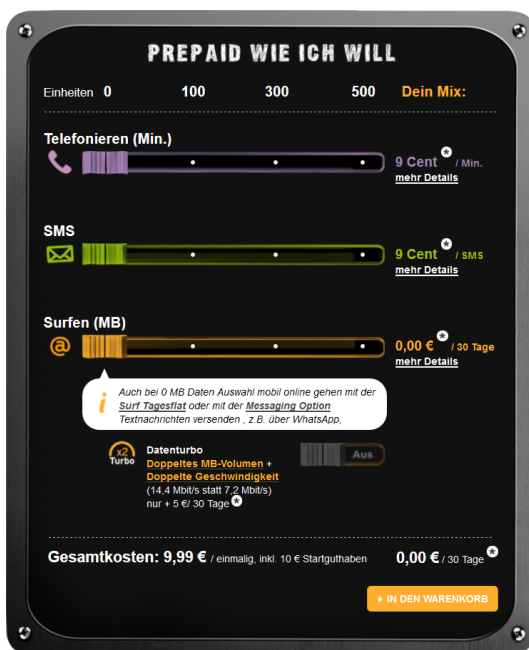 PREPAID WIE ICH WILL
Einheiten 0 100 300 500 Dein Mix:
Telefonieren (Min.)
9 Cent * / Min.
mehr Details
SMS
9 Cent * / SMS
mehr Details
Surfen (MB)
@ 0,00 € * / 30 Tage
mehr Details
i Auch bei 0 MB Daten Auswahl mobil online gehen mit der
Surf Tagesflat oder mit der Messaging Option
Textnachrichten versenden , z.B. über WhatsApp,
x2
Turbo
Datenturbo
Doppeltes MB-Volumen +
Doppelte Geschwindigkeit
(14,4 Mbit/s statt 7,2 Mbit/s)
nur + 5 €/ 30 Tage *
Aus
Gesamtkosten: 9,99 € / einmalig, inkl. 10 € Startguthaben 0,00 € / 30 Tage *
IN DEN WARENKORB